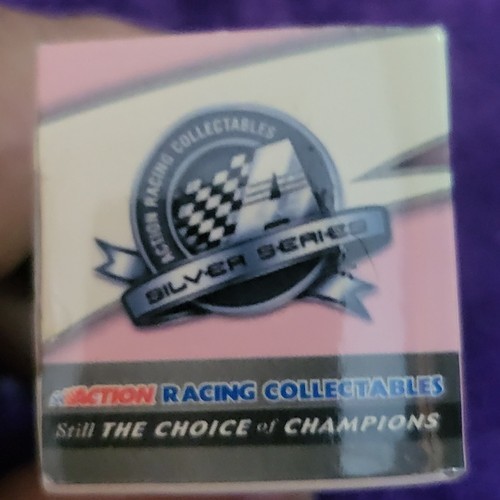 ACTION RACING COLLECTABLES
SILVER SERIES
ACTION RACING COLLECTABLES
Still THE CHOICE of CHAMPIONS